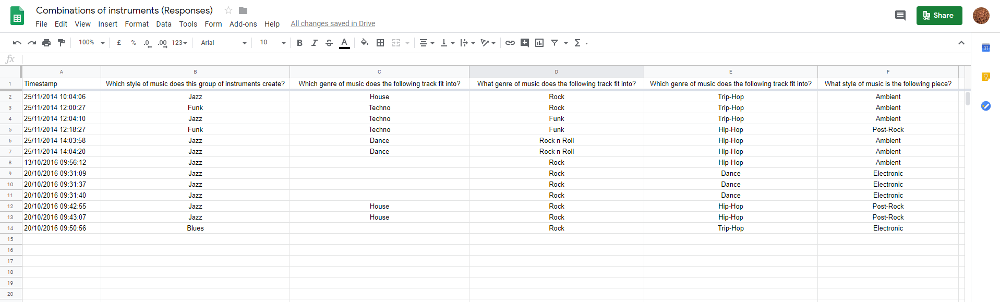 Combinations of instruments (Responses)
Share
File Edit View Insert Format Data Tools Form Add-ons Help All changes saved in Drive
100% £ % .0 .00 123 Arial 10 B I S A Σ
31
fx
A B C D E F
1 Timestamp Which style of music does this group of instruments create? Which genre of music does the following track fit into? What genre of music does the following track fit into? Which genre of music does the following track fit into? What style of music is the following piece?
2 25/11/2014 10:04:06 Jazz House Rock Trip-Hop Ambient
3 25/11/2014 12:00:27 Funk Techno Rock Trip-Hop Ambient
4 25/11/2014 12:04:10 Jazz Techno Funk Trip-Hop Ambient
5 25/11/2014 12:18:27 Funk Techno Funk Hip-Hop Post-Rock
6 25/11/2014 14:03:58 Jazz Dance Rock n Roll Hip-Hop Ambient
7 25/11/2014 14:04:20 Jazz Dance Rock n Roll Hip-Hop Ambient
8 13/10/2016 09:56:12 Jazz Rock Hip-Hop Ambient
9 20/10/2016 09:31:09 Jazz Rock Dance Electronic
10 20/10/2016 09:31:37 Jazz Rock Dance Electronic
11 20/10/2016 09:31:40 Jazz Rock Dance Electronic
12 20/10/2016 09:42:55 Jazz House Rock Hip-Hop Post-Rock
13 20/10/2016 09:43:07 Jazz House Rock Hip-Hop Post-Rock
14 20/10/2016 09:50:56 Blues Rock Trip-Hop Electronic
15
16
17
18
19
20